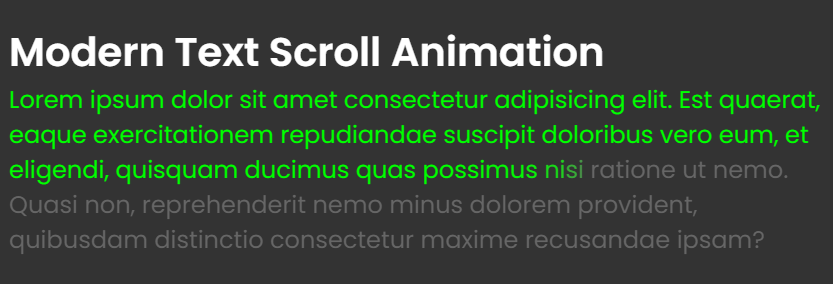 Modern Text Scroll Animation
Lorem ipsum dolor sit amet consectetur adipisicing elit. Est quaerat,
eaque exercitationem repudiandae suscipit doloribus vero eum, et
eligendi, quisquam ducimus quas possimus nisi ratione ut nemo.
Quasi non, reprehenderit nemo minus dolorem provident,
quibusdam distinctio consectetur maxime recusandae ipsam?